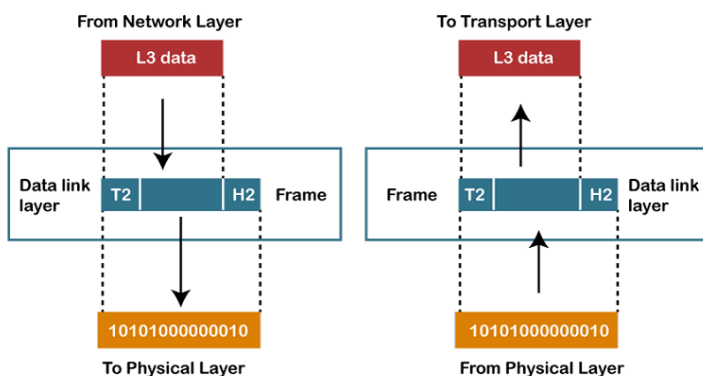 From Network Layer
L3 data
Data link
layer
T2
H2
Frame
10101000000010
To Physical Layer
To Transport Layer
L3 data
Frame
T2
H2
Data link
layer
10101000000010
From Physical Layer